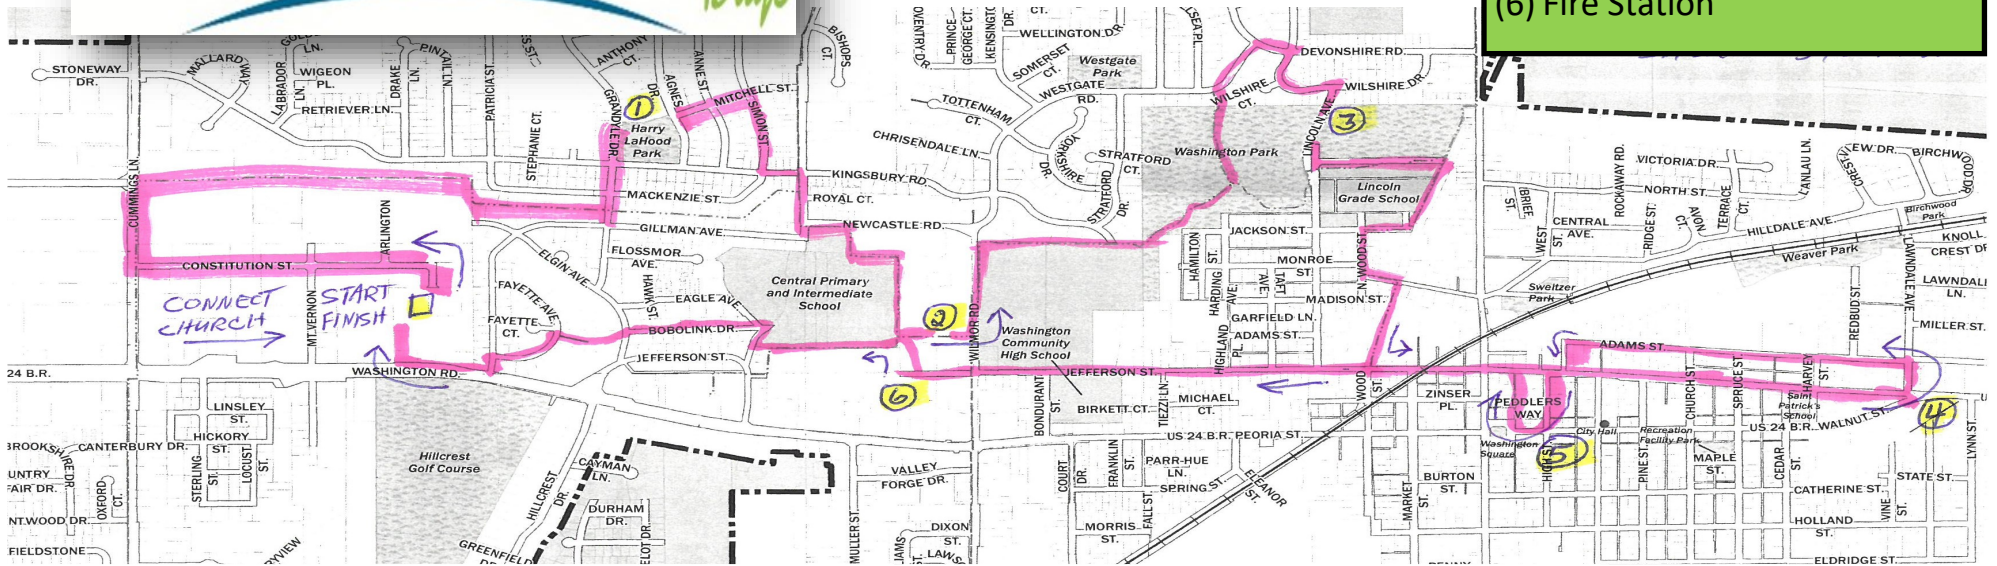 (6) Fire Station
STONEWAY
DR.
MALLARD
WAY
LN.
LABRADOR
LN.
WIGEON
PL.
RETRIEVER LN.
DRAKE
LN.
PINTAIL LN.
PATRICIA ST.
STEPHANIE CT.
ANTHONY
CT.
GRANDYLE DR.
1
AGNES
DR.
ANNE ST.
MITCHELL ST.
SIMON ST.
Harry
LaHood
Park
BISHOPS
CT.
COVENTRY DR.
PRINCE
GEORGE CT.
KENSINGTON
DR.
CT.
WELLINGTON DR.
SOMERSET
CT.
Westgate
Park
WESTGATE
RD.
TOTTENHAM
CT.
CHRISENDALE LN.
YORKSHIRE
DR.
STRATFORD
CT.
STRATFORD
DR.
WILSHIRE
CT.
DEVONSHIRE RD.
WILSHIRE DR.
LINCOLN AVE.
3
Washington Park
Lincoln
Grade School
CUMMINGS LN.
ARLINGTON
MACKENZIE ST.
GILLMAN AVE.
KINGSBURY RD.
ROYAL CT.
NEWCASTLE RD.
CONSTITUTION ST.
CONNECT
CHURCH
MT. VERNON
START
FINISH
ELGIN AVE.
FLOSSMOR
AVE.
HAWK ST.
EAGLE AVE.
FAYETTE AVE.
FAYETTE
CT.
BOBOLINK DR.
JEFFERSON ST.
Central Primary
and Intermediate
School
2
WILMOR RD.
Washington
Community
High School
6
24 B.R.
WASHINGTON RD.
JEFFERSON ST.
JACKSON ST.
HAMILTON
ST.
HARDING
AVE.
TAFT
AVE.
MONROE
ST.
N. WOOD ST.
MADISON ST.
GARFIELD LN.
HIGHLAND
PL.
ADAMS ST.
VICTORIA DR.
ROCKAWAY RD.
NORTH ST.
BRIEF
ST.
CENTRAL
AVE.
WEST
ST.
RIDGE ST.
AVON
CT.
TERRACE
CT.
CANLAU LN.
HILLDALE AVE.
CRESTVIEW DR.
BIRCHWOOD DR.
Birchwood
Park
KNOLL
CREST DR
Weaver Park
Sweitzer
Park
LAWNDALE AVE.
LAWNDALE
LN.
REDBUD ST.
MILLER ST.
ADAMS ST.
CHURCH ST.
SPRUCE ST.
HARVEY
ST.
Saint
Patrick's
School
US 24 B.R. WALNUT ST.
4
LYNN ST.
WOOD
ST.
ZINSER
PL.
PEDDLERS
WAY
Washington
Square
HIGH ST.
5
City Hall
Recreation
Facility Park
PINE ST.
MAPLE
ST.
CEDAR
ST.
STATE ST.
CATHERINE ST.
VINE
ST.
HOLLAND
ST.
ELDRIDGE ST.
BURTON
ST.
MARKET
ST.
LINSLEY
ST.
HICKORY
ST.
STERLING
ST.
LOCUST
ST.
CANTERBURY DR.
BROOKSHIRE DR.
OXFORD
CT.
FIELDSTONE
Hillcrest
Golf Course
HILLCREST
DR.
CAYMAN
LN.
DURHAM
DR.
GREENFIELD
MULLER ST.
VALLEY
FORGE DR.
DIXON
ST.
BONDURANT
ST.
BIRKETT CT.
TEZZI LN.
MICHAEL
CT.
US 24 B.R. PEORIA ST.
COURT
DR.
FRANKLIN
ST.
PARR-HUE
LN.
SPRING ST.
FALL ST.
ELEANOR
ST.
MORRIS
ST.